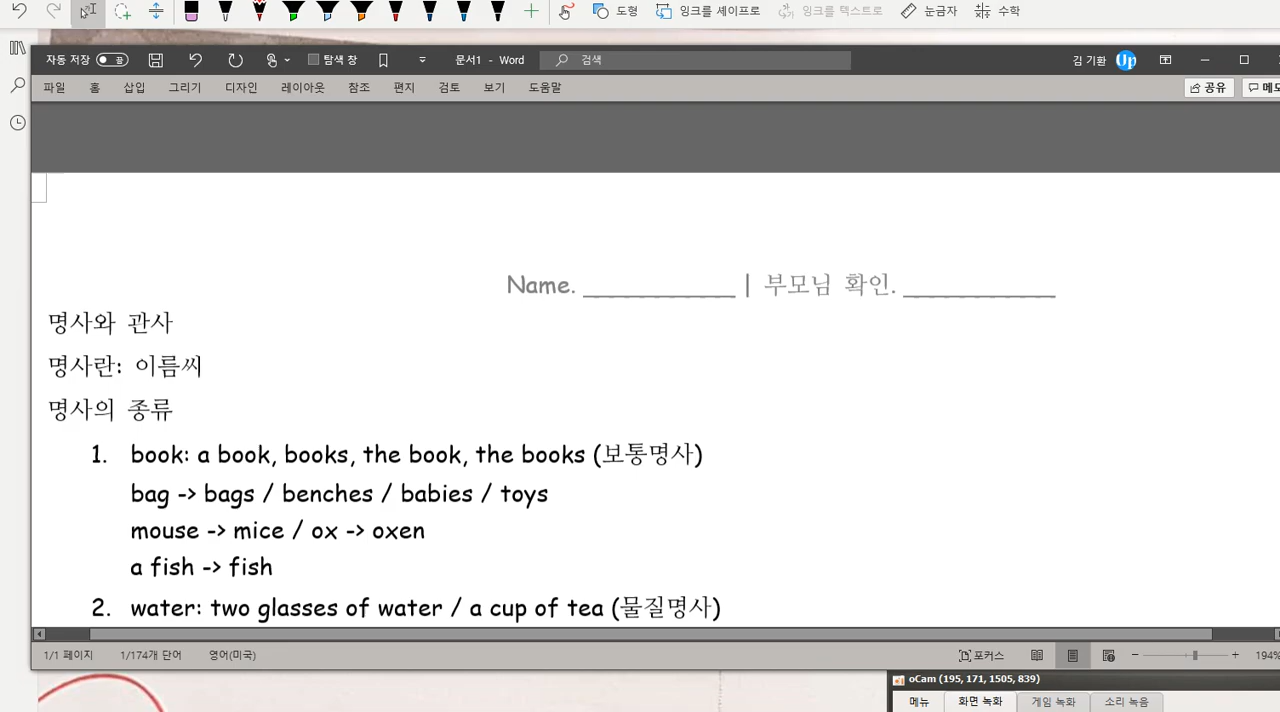 도형 잉크를 셰이프로 잉크를 텍스트로 눈금자 수학
자동 저장 끔 탐색 창 문서1 - Word 검색 김 기환 Up
파일 홈 삽입 그리기 디자인 레이아웃 참조 편지 검토 보기 도움말 공유 메모
Name. ____________ | 부모님 확인. ____________
명사와 관사
명사란: 이름씨
명사의 종류
1. book: a book, books, the book, the books (보통명사)
bag -> bags / benches / babies / toys
mouse -> mice / ox -> oxen
a fish -> fish
2. water: two glasses of water / a cup of tea (물질명사)
1/1 페이지 1/174개 단어 영어(미국) 포커스 194%
oCam (195, 171, 1505, 839)
메뉴 화면 녹화 게임 녹화 소리 녹음